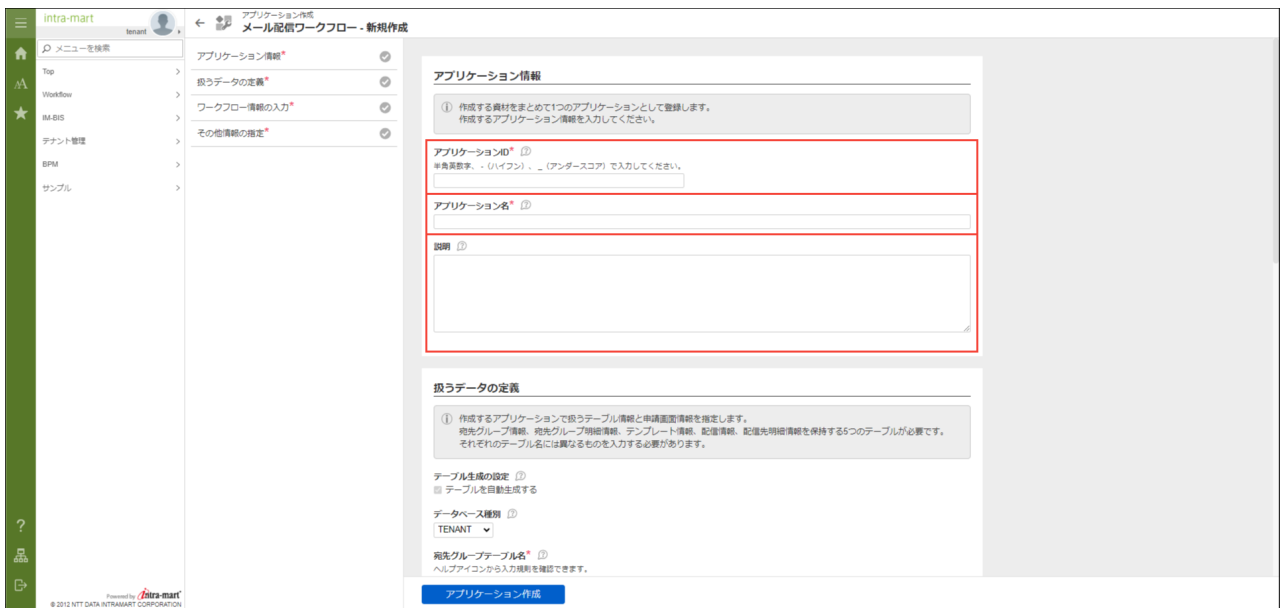 intra-mart
tenant
メニューを検索
Top
Workflow
IM-BIS
テナント管理
BPM
サンプル
Powered by intra-mart
© 2012 NTT DATA INTRAMART CORPORATION
アプリケーション作成
メール配信ワークフロー - 新規作成
アプリケーション情報*
扱うデータの定義*
ワークフロー情報の入力*
その他情報の指定*
アプリケーション情報
作成する資材をまとめて1つのアプリケーションとして登録します。
作成するアプリケーション情報を入力してください。
アプリケーションID*
半角英数字、-（ハイフン）、_（アンダースコア）で入力してください。
アプリケーション名*
説明
扱うデータの定義
作成するアプリケーションで扱うテーブル情報と申請画面情報を指定します。
宛先グループ情報、宛先グループ明細情報、テンプレート情報、配信情報、配信先明細情報を保持する5つのテーブルが必要です。
それぞれのテーブル名には異なるものを入力する必要があります。
テーブル生成の設定
テーブルを自動生成する
データベース種別
TENANT
宛先グループテーブル名*
ヘルプアイコンから入力規則を確認できます。
アプリケーション作成